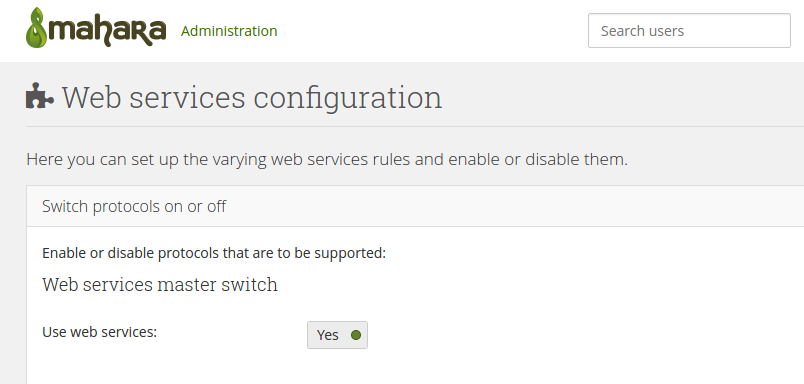 mahara Administration Search users
Web services configuration
Here you can set up the varying web services rules and enable or disable them.
Switch protocols on or off
Enable or disable protocols that are to be supported:
Web services master switch
Use web services: Yes